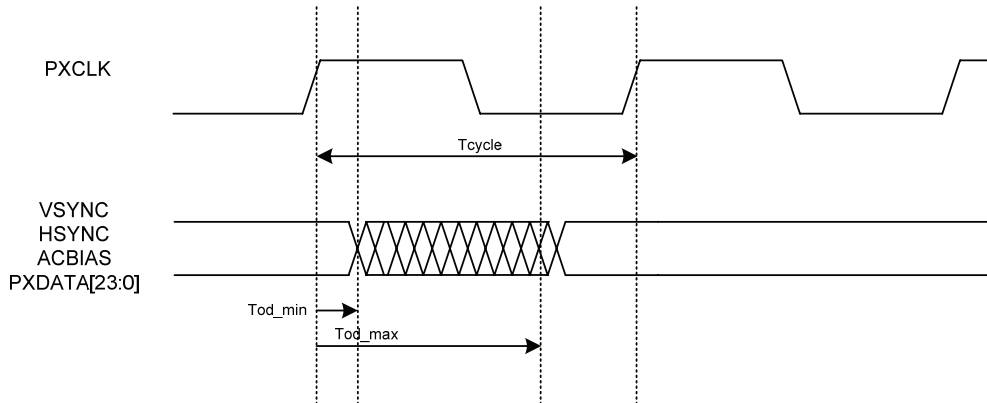 PXCLK
Tcycle
VSYNC
HSYNC
ACBIAS
PXDATA[23:0]
Tod_min
Tod_max